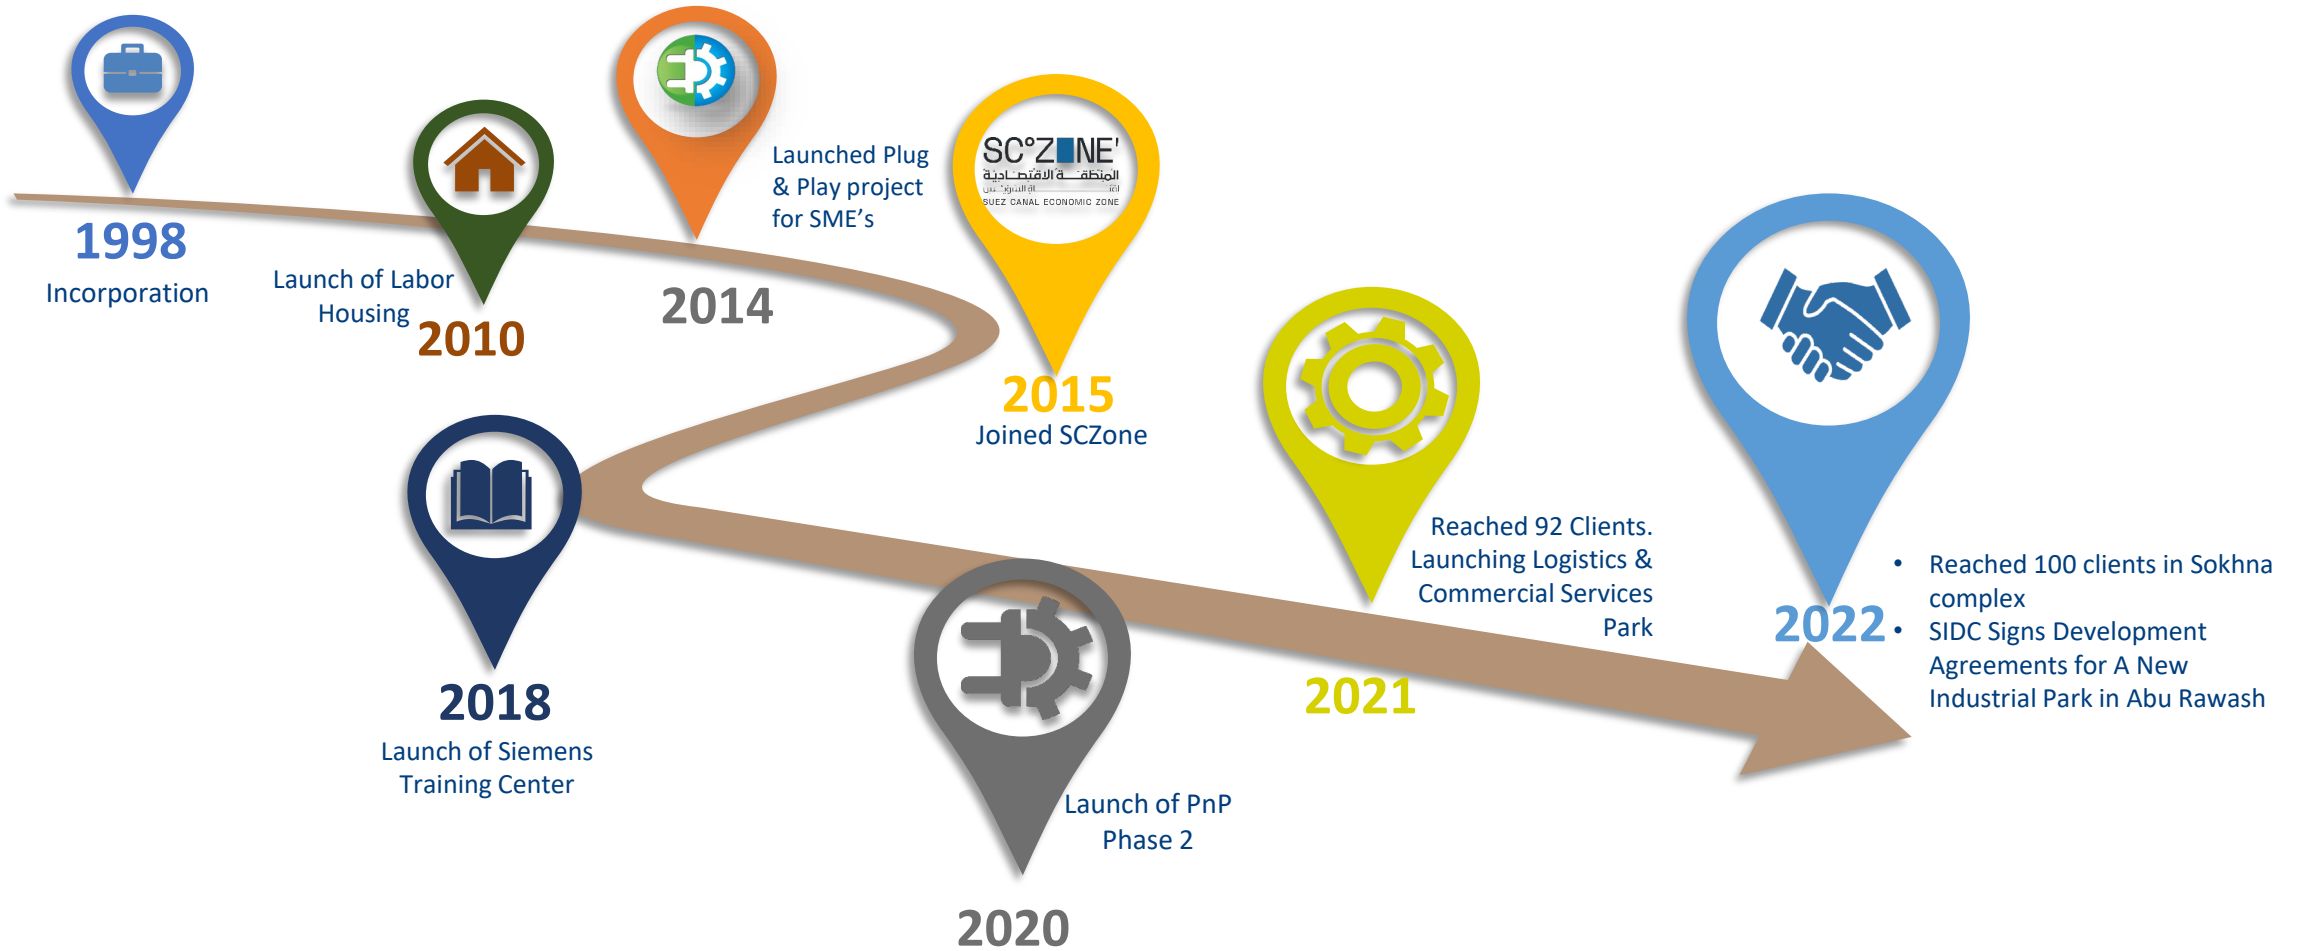 1998
Incorporation
Launch of Labor
Housing
2010
Launched Plug
& Play project
for SME's
2014
SC°Z NE'
المنطقة الاقتصادية
SUEZ CANAL ECONOMIC ZONE
2015
Joined SCZone
2018
Launch of Siemens
Training Center
Launch of PnP
Phase 2
2020
Reached 92 Clients.
Launching Logistics &
Commercial Services
Park
2021
2022
• Reached 100 clients in Sokhna
complex
• SIDC Signs Development
Agreements for A New
Industrial Park in Abu Rawash